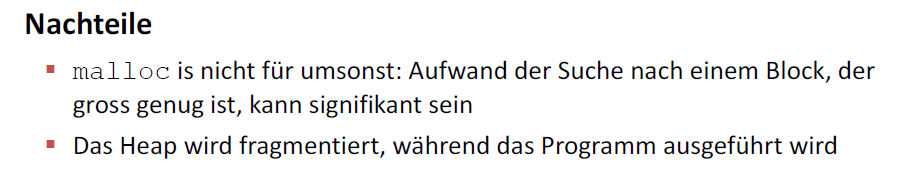 Nachteile
malloc is nicht für umsonst: Aufwand der Suche nach einem Block, der
gross genug ist, kann signifikant sein
Das Heap wird fragmentiert, während das Programm ausgeführt wird